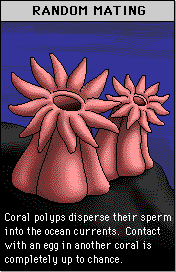 RANDOM MATING
Coral polyps disperse their sperm
into the ocean currents. Contact
with an egg in another coral is
completely up to chance.